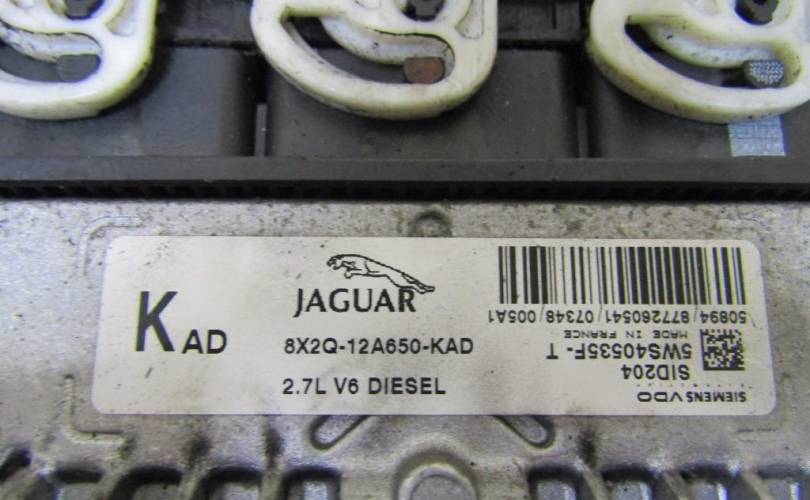 K AD
JAGUAR
8X2Q-12A650-KAD
2.7L V6 DIESEL
SIEMENS VDO
SID204
5WS40535F-T
MADE IN FRANCE
50894/877260541/07348/005A1